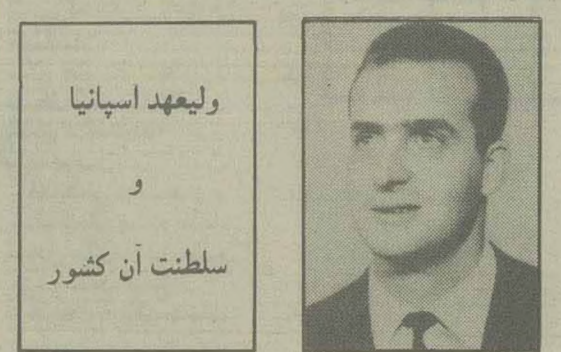 ولیعهد اسپانیا
و
سلطنت آن کشور